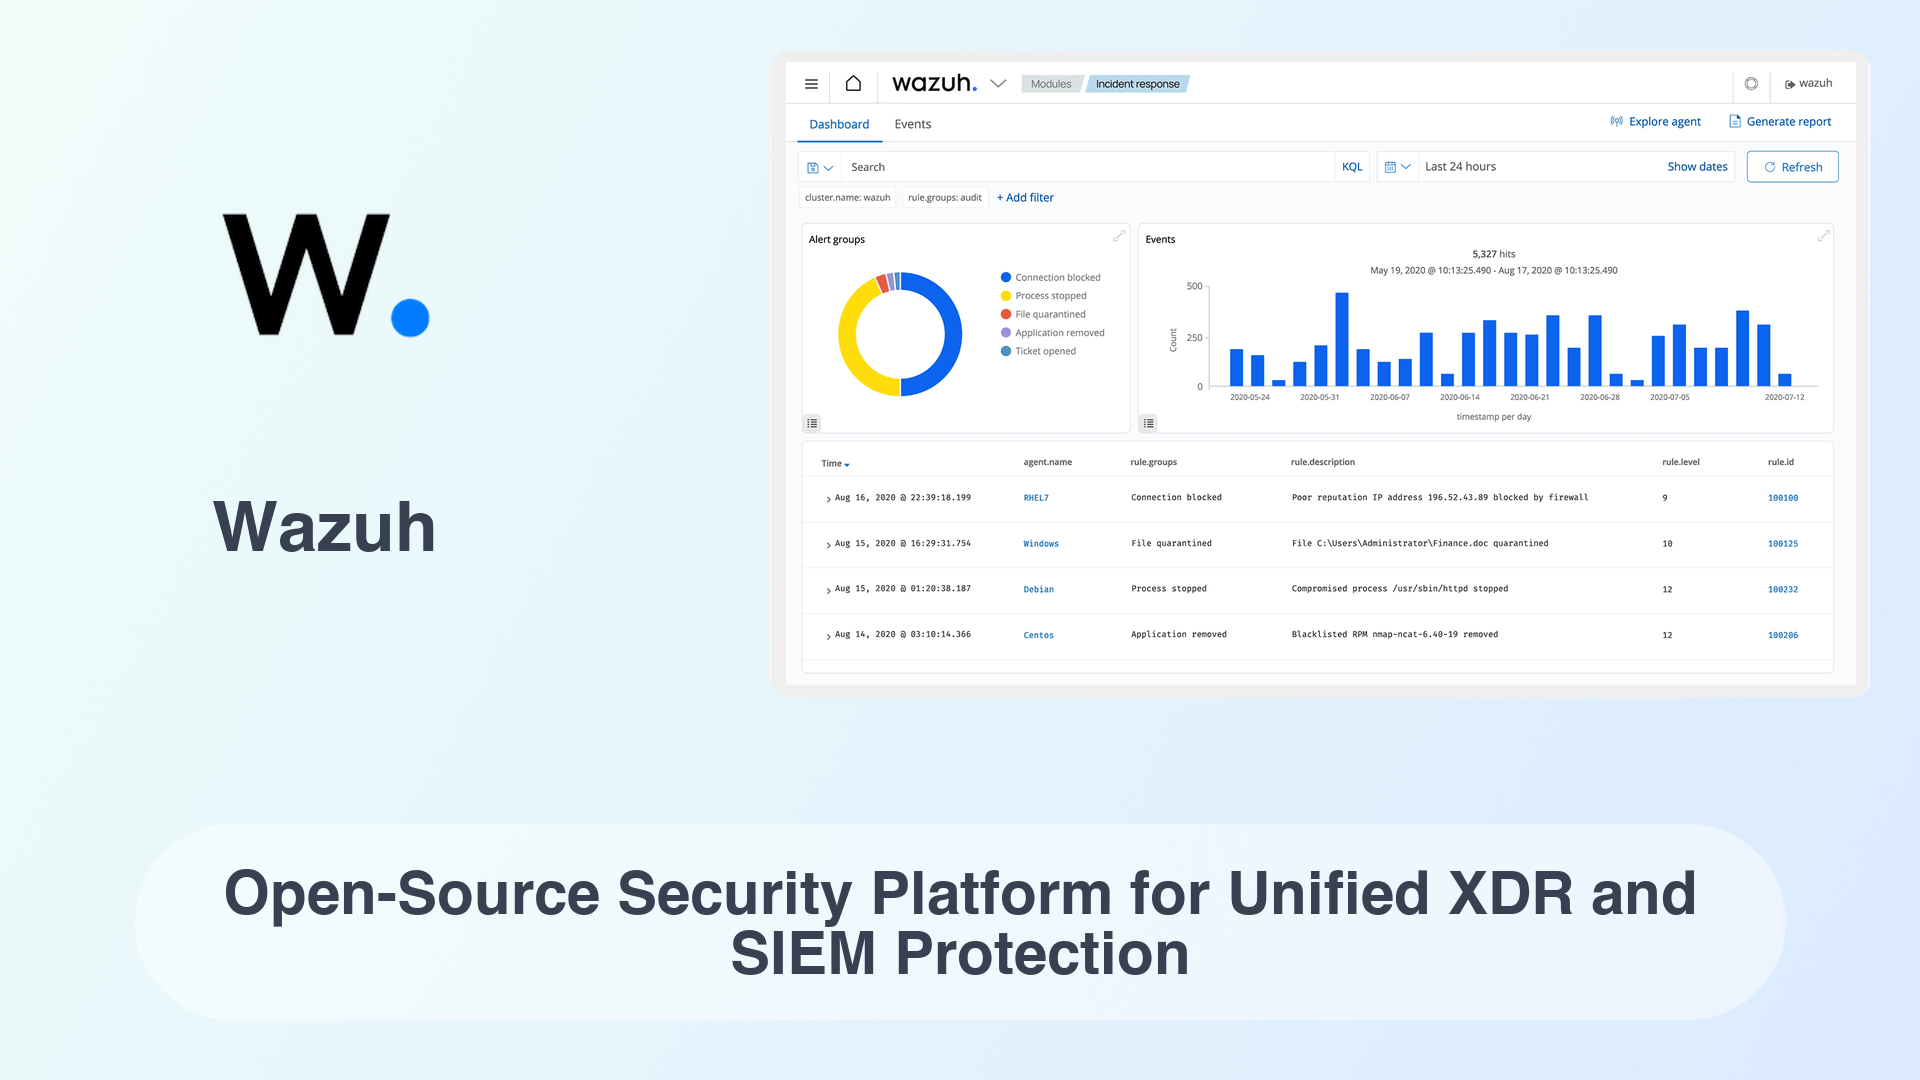 W.
Wazuh
wazuh.
Modules
Incident response
wazuh
Dashboard
Events
Explore agent
Generate report
Search
KQL
Last 24 hours
Show dates
Refresh
cluster.name: wazuh
rule.groups: audit
+ Add filter
Alert groups
Connection blocked
Process stopped
File quarantined
Application removed
Ticket opened
Events
5,327 hits
May 19, 2020 @ 10:13:25.490 - Aug 17, 2020 @ 10:13:25.490
500
250
0
Count
2020-05-24 2020-05-31 2020-06-07 2020-06-14 2020-06-21 2020-06-28 2020-07-05 2020-07-12
timestamp per day
Time agent.name rule.groups rule.description rule.level rule.id
Aug 16, 2020 @ 22:39:18.199 RHEL7 Connection blocked Poor reputation IP address 196.52.43.89 blocked by firewall 9 100100
Aug 15, 2020 @ 16:29:31.754 Windows File quarantined File C:\Users\Administrator\Finance.doc quarantined 10 100125
Aug 15, 2020 @ 01:20:38.187 Debian Process stopped Compromised process /usr/sbin/httpd stopped 12 100232
Aug 14, 2020 @ 03:10:14.366 Centos Application removed Blacklisted RPM nmap-ncat-6.40-19 removed 12 100206
Open-Source Security Platform for Unified XDR and
SIEM Protection